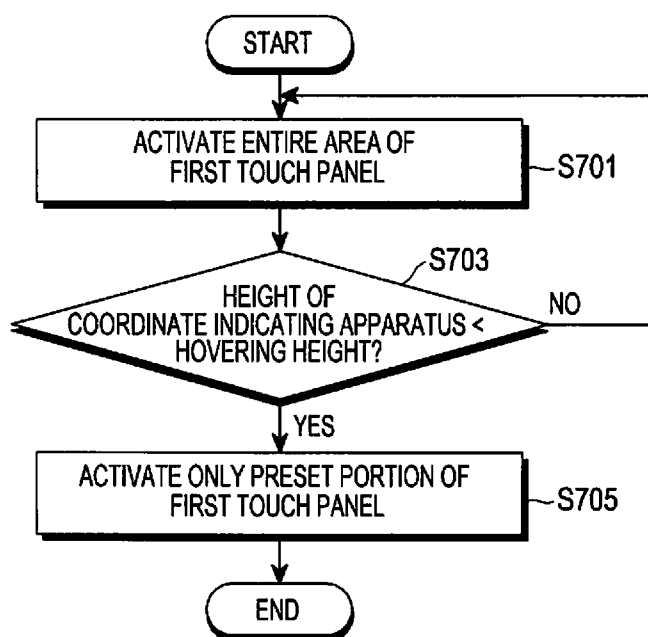 START
ACTIVATE ENTIRE AREA OF
FIRST TOUCH PANEL
S701
S703
HEIGHT OF
COORDINATE INDICATING APPARATUS <
HOVERING HEIGHT?
NO
YES
ACTIVATE ONLY PRESET PORTION OF
FIRST TOUCH PANEL
S705
END